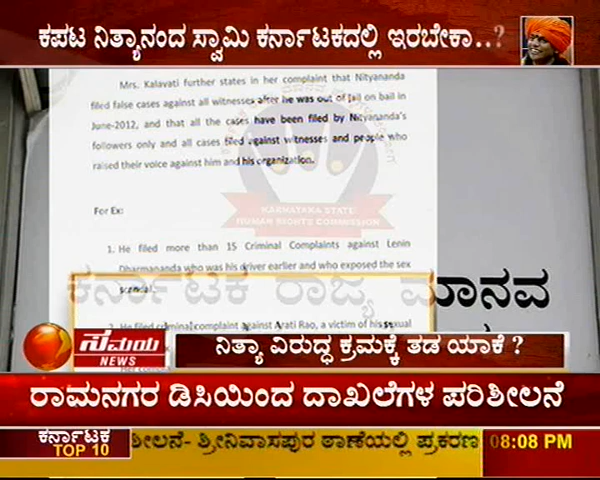 ಕಪಟ ನಿತ್ಯಾನಂದ ಸ್ವಾಮಿ ಕರ್ನಾಟಕದಲ್ಲಿ ಇರಬೇಕಾ..?
Mrs. Kalavati further states in her complaint that Nityananda
filed false cases against all witnesses after he was out of jail on bail in
June-2012, and that all the cases have been filed by Nityananda's
followers only and all cases filed against witnesses and people who
raised their voice against him and his organization.
KARNATAKA STATE
HUMAN RIGHTS COMMISSION
For Ex:
1. He filed more than 15 Criminal Complaints against Lenin
Dharmananda who was his driver earlier and who exposed the sex
scandal.
ಕರ್ನಾಟಕ ರಾಜ್ಯ ಮಾನವ
He filed criminal complaint against Arati Rao, a victim of his sexual
ಸಮಯ
NEWS
ನಿತ್ಯಾ ವಿರುದ್ಧ ಕ್ರಮಕ್ಕೆ ತಡ ಯಾಕೆ ?
ರಾಮನಗರ ಡಿಸಿಯಿಂದ ದಾಖಲೆಗಳ ಪರಿಶೀಲನೆ
ಕರ್ನಾಟಕ
TOP 10
ಶೀಲನೆ- ಶ್ರೀನಿವಾಸಪುರ ಠಾಣೆಯಲ್ಲಿ ಪ್ರಕರಣ
08:08 PM